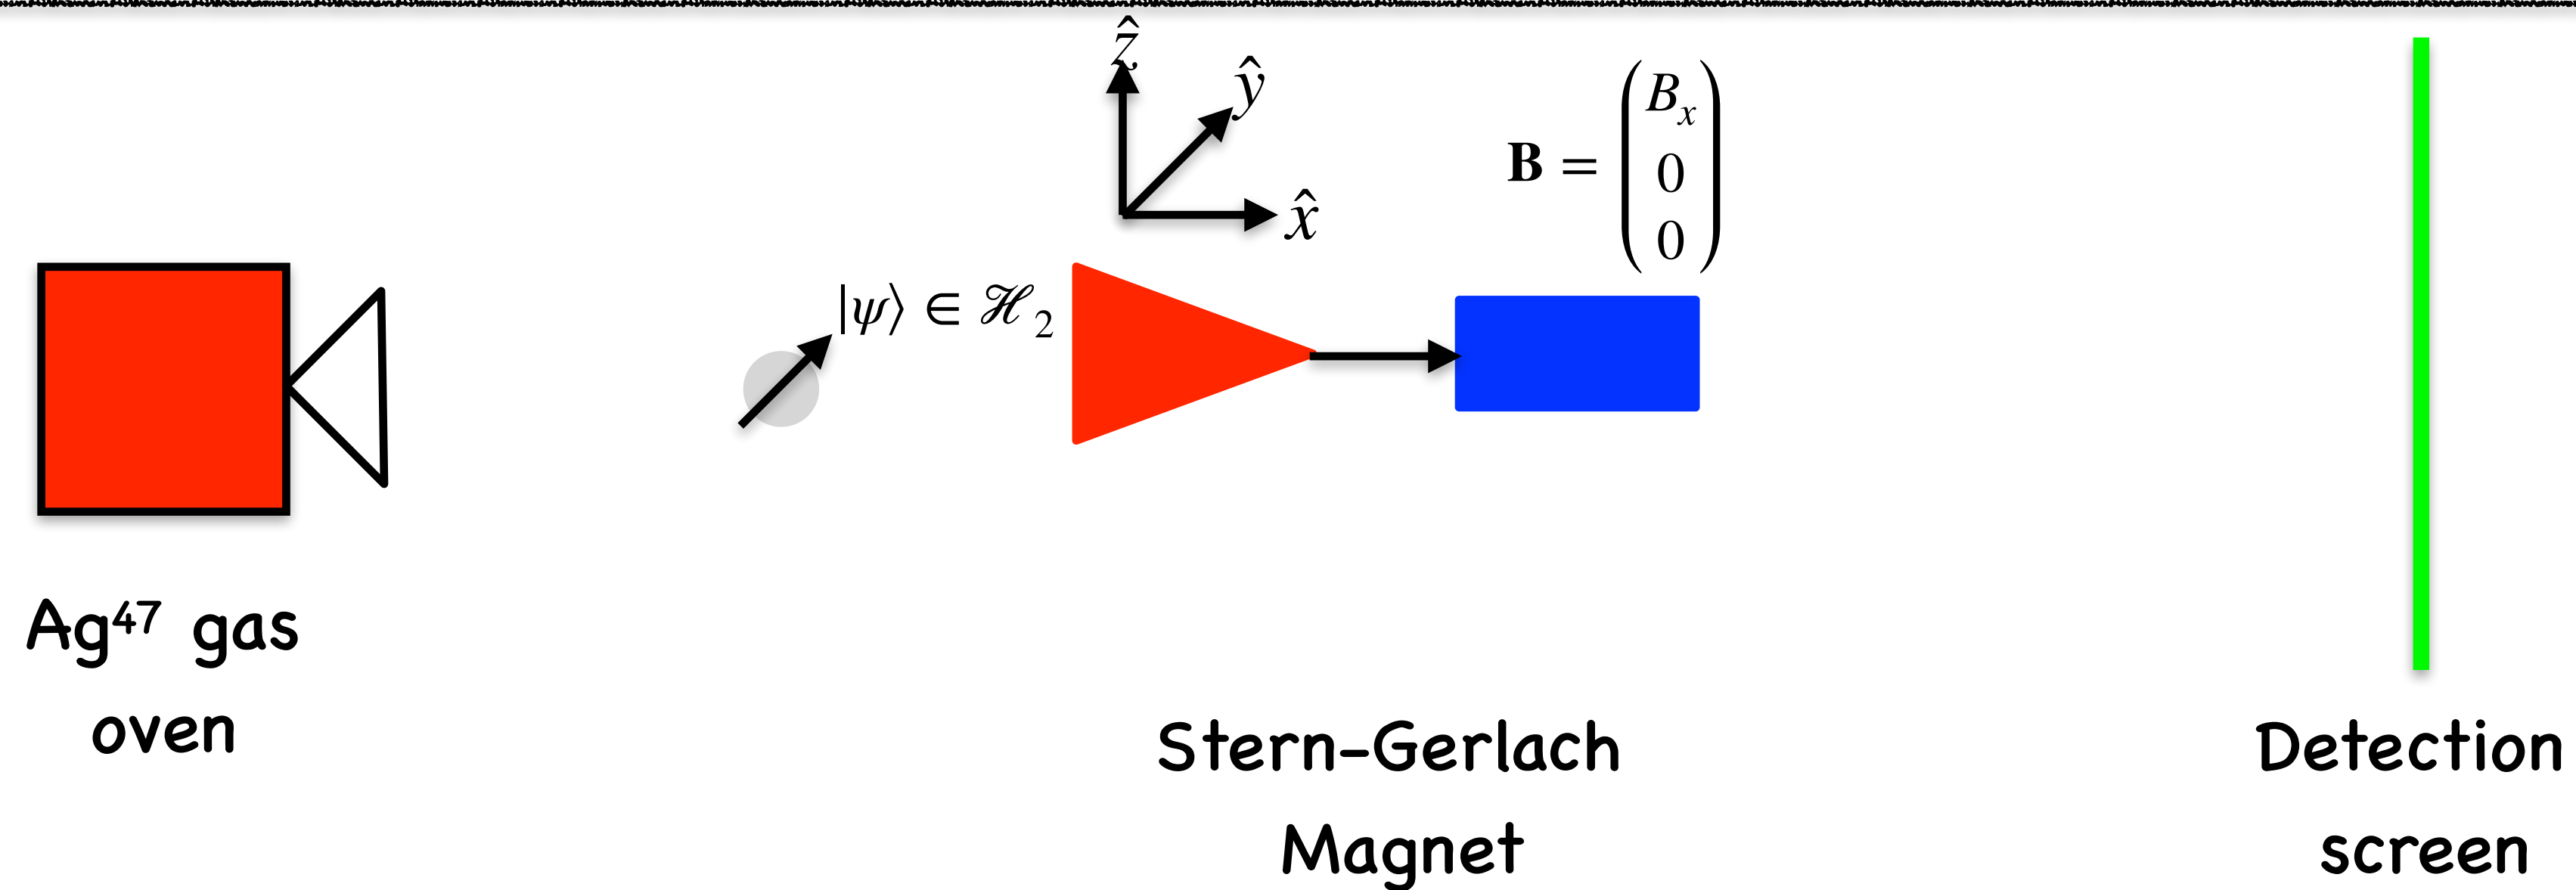 ẑ
ŷ
x̂
𝐁 = (Bₓ 0 0)
|ψ⟩ ∈ ℋ₂
Ag⁴⁷ gas
oven
Stern-Gerlach
Magnet
Detection
screen